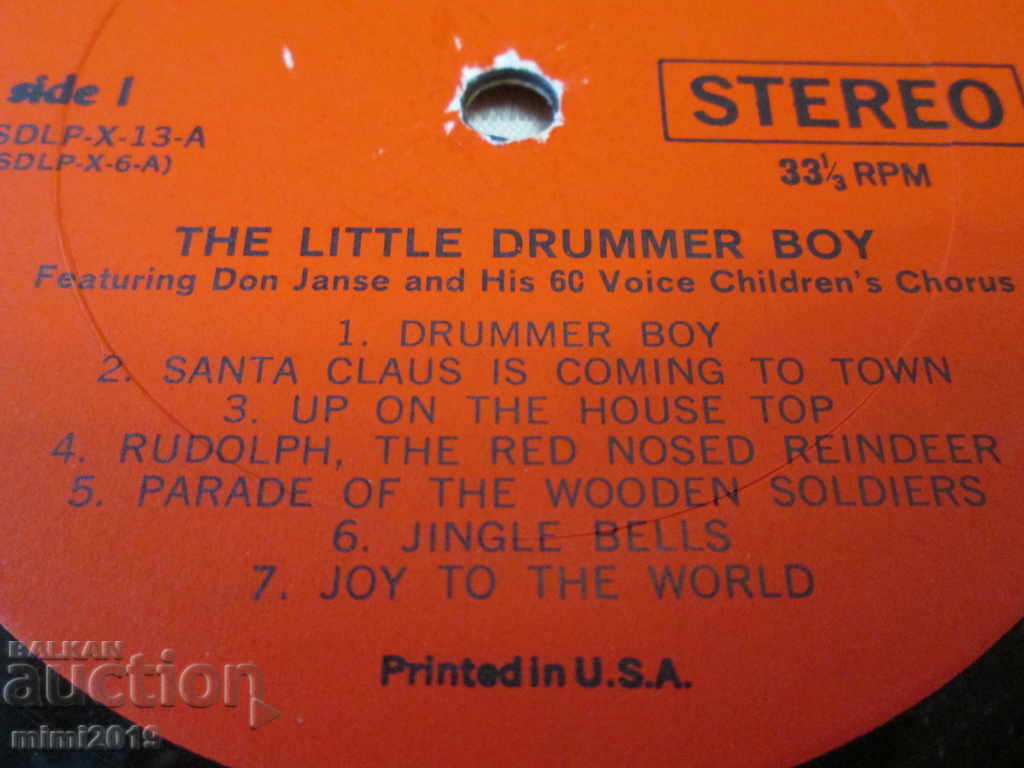 side 1
SDLP-X-13-A
SDLP-X-6-A)
STEREO
33⅓ RPM
THE LITTLE DRUMMER BOY
Featuring Don Janse and His 60 Voice Children's Chorus
1. DRUMMER BOY
2. SANTA CLAUS IS COMING TO TOWN
3. UP ON THE HOUSE TOP
4. RUDOLPH, THE RED NOSED REINDEER
5. PARADE OF THE WOODEN SOLDIERS
6. JINGLE BELLS
7. JOY TO THE WORLD
Printed in U.S.A.
BALKAN
auction
mimi2019